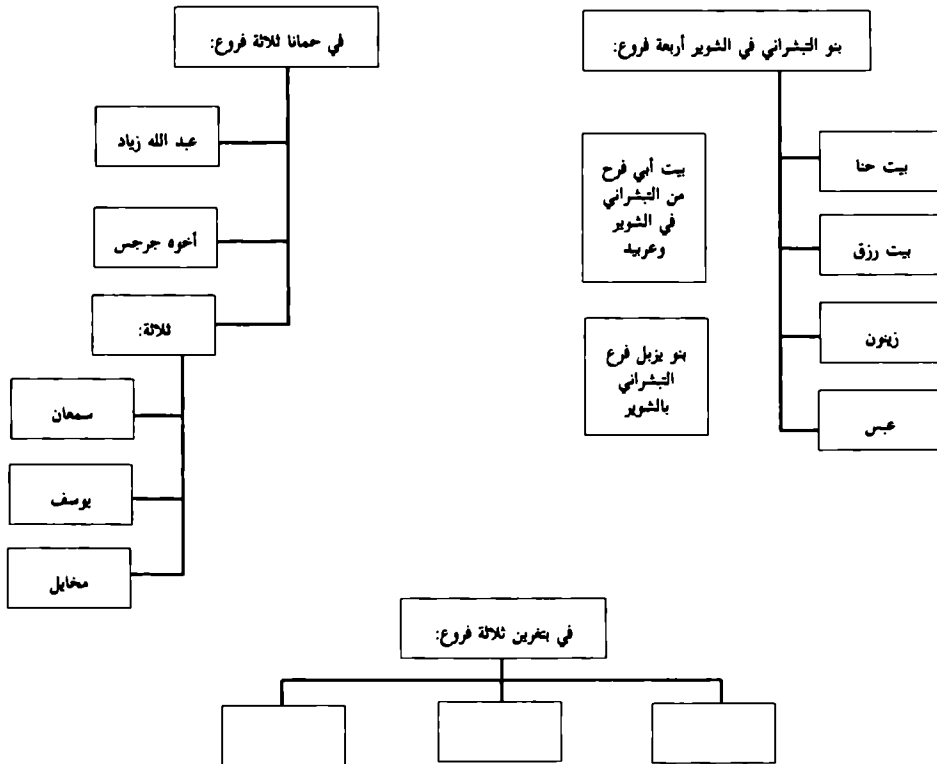 بنو التبشراني في الشوير أربعة فروع:
بيت حنا
بيت رزق
زينون
عبس
بيت أبي فرح
من التبشراني
في الشوير
وعربيد
بنو يزبل فرع
التبشراني
بالشوير
في حمانا ثلاثة فروع:
عبد الله زياد
أخوه جرجس
ثلاثة:
سمعان
يوسف
مخايل
في بتغرين ثلاثة فروع: